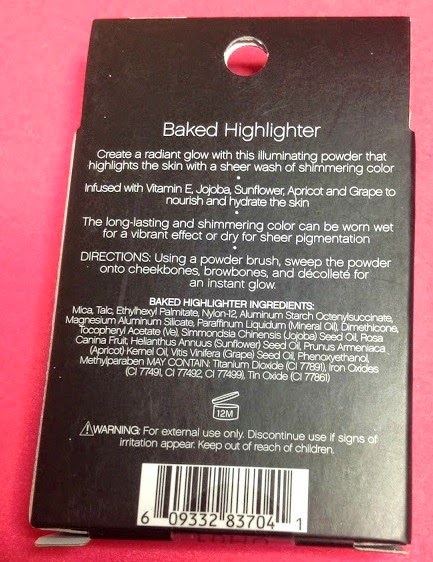 Baked Highlighter
Create a radiant glow with this illuminating powder that
highlights the skin with a sheer wash of shimmering color
•
Infused with Vitamin E, Jojoba, Sunflower, Apricot and Grape to
nourish and hydrate the skin
•
The long-lasting and shimmering color can be worn wet
for a vibrant effect or dry for sheer pigmentation
•
DIRECTIONS: Using a powder brush, sweep the powder
onto cheekbones, browbones, and décolleté for
an instant glow.
BAKED HIGHLIGHTER INGREDIENTS:
Mica, Talc, Ethylhexyl Palmitate, Nylon-12, Aluminum Starch Octenylsuccinate,
Magnesium Aluminum Silicate, Paraffinum Liquidum (Mineral Oil), Dimethicone,
Tocopheryl Acetate (Ve), Simmondsia Chinensis (Jojoba) Seed Oil, Rosa
Canina Fruit, Helianthus Annuus (Sunflower) Seed Oil, Prunus Armeniaca
(Apricot) Kernel Oil, Vitis Vinifera (Grape) Seed Oil, Phenoxyethanol,
Methylparaben MAY CONTAIN: Titanium Dioxide (CI 77891), Iron Oxides
(CI 77491, CI 77492, CI 77499), Tin Oxide (CI 77861)
12M
WARNING: For external use only. Discontinue use if signs of
irritation appear. Keep out of reach of children.
6 09332 83704 1